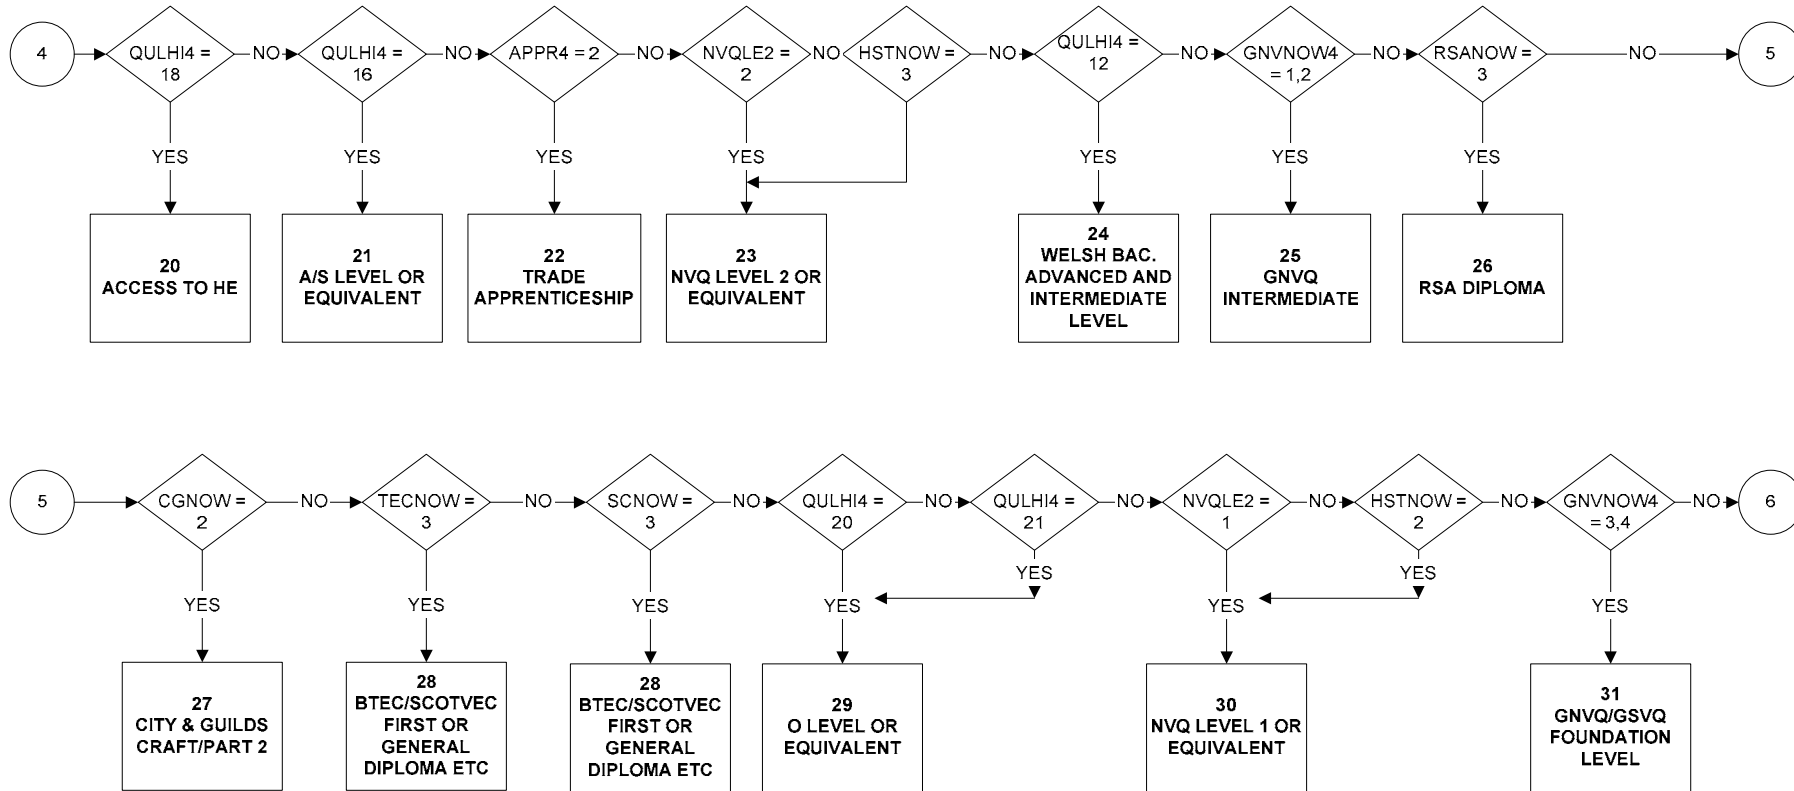 4
QULHI4 =
18
NO
QULHI4 =
16
NO
APPR4 = 2
NO
NVQLE2 =
2
NO
HSTNOW =
3
NO
QULHI4 =
12
NO
GNVNOW4
= 1,2
NO
RSANOW =
3
NO
5
YES
YES
YES
YES
YES
YES
YES
20
ACCESS TO HE
21
A/S LEVEL OR
EQUIVALENT
22
TRADE
APPRENTICESHIP
23
NVQ LEVEL 2 OR
EQUIVALENT
24
WELSH BAC.
ADVANCED AND
INTERMEDIATE
LEVEL
25
GNVQ
INTERMEDIATE
26
RSA DIPLOMA
5
CGNOW =
2
NO
TECNOW =
3
NO
SCNOW =
3
NO
QULHI4 =
20
NO
QULHI4 =
21
NO
NVQLE2 =
1
NO
HSTNOW =
2
NO
GNVNOW4
= 3,4
NO
6
YES
YES
YES
YES
YES
YES
YES
YES
27
CITY & GUILDS
CRAFT/PART 2
28
BTEC/SCOTVEC
FIRST OR
GENERAL
DIPLOMA ETC
28
BTEC/SCOTVEC
FIRST OR
GENERAL
DIPLOMA ETC
29
O LEVEL OR
EQUIVALENT
30
NVQ LEVEL 1 OR
EQUIVALENT
31
GNVQ/GSVQ
FOUNDATION
LEVEL